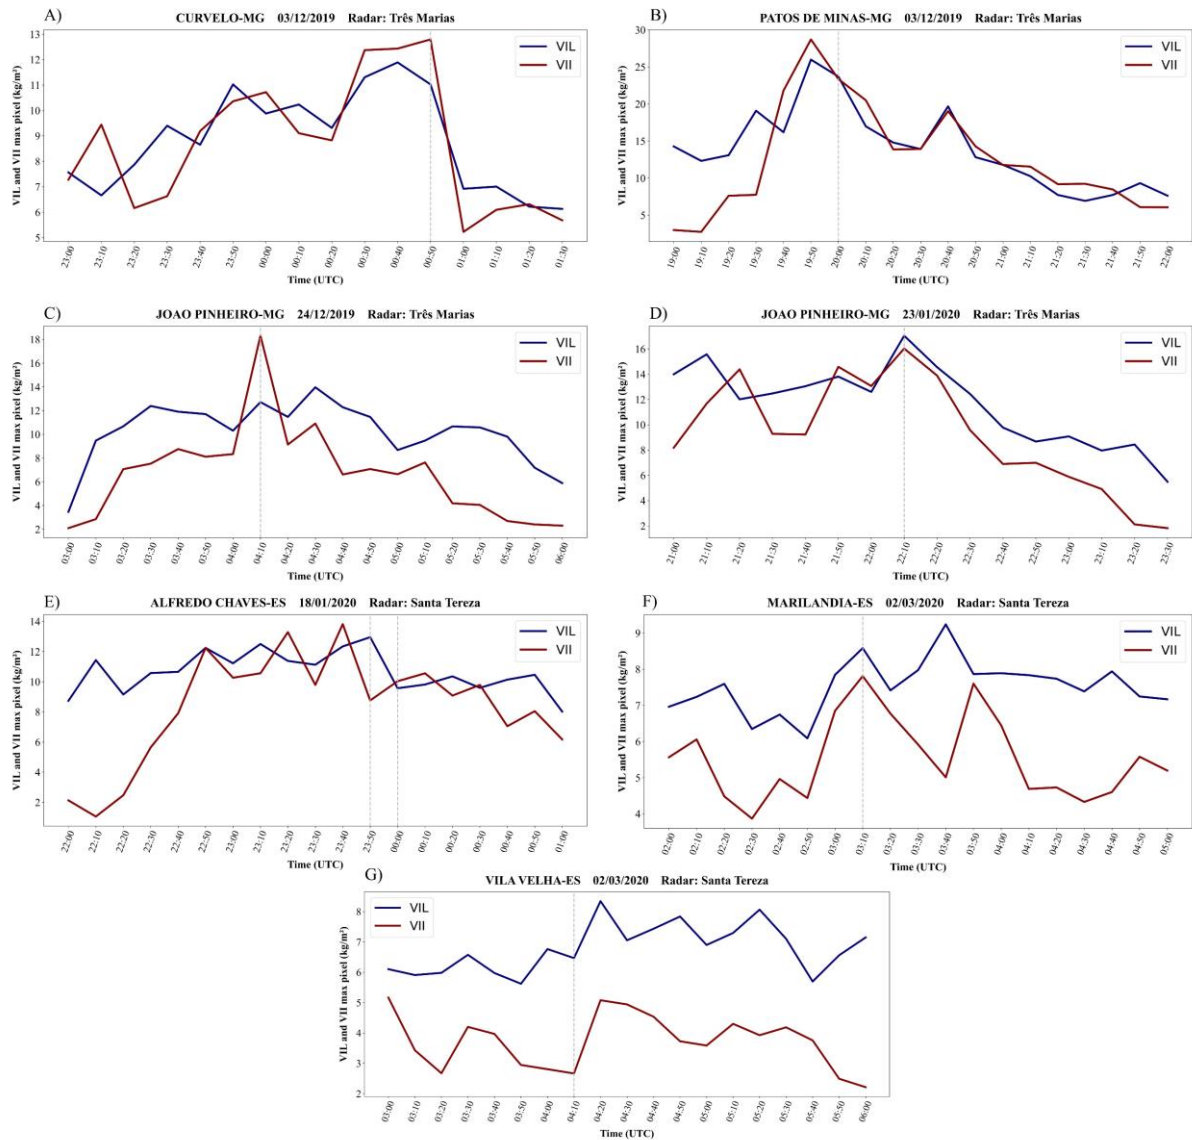 A)
CURVELO-MG 03/12/2019 Radar: Três Marias
VIL and VII max pixel (kg/m²)
13
12
11
10
9
8
7
6
5
VIL
VII
23:00 23:10 23:20 23:30 23:40 23:50 00:00 00:10 00:20 00:30 00:40 00:50 01:00 01:10 01:20 01:30
Time (UTC)
B)
PATOS DE MINAS-MG 03/12/2019 Radar: Três Marias
VIL and VII max pixel (kg/m²)
30
25
20
15
10
5
VIL
VII
19:00 19:10 19:20 19:30 19:40 19:50 20:00 20:10 20:20 20:30 20:40 20:50 21:00 21:10 21:20 21:30 21:40 21:50 22:00
Time (UTC)
C)
JOAO PINHEIRO-MG 24/12/2019 Radar: Três Marias
VIL and VII max pixel (kg/m²)
18
16
14
12
10
8
6
4
2
VIL
VII
03:00 03:10 03:20 03:30 03:40 03:50 04:00 04:10 04:20 04:30 04:40 04:50 05:00 05:10 05:20 05:30 05:40 05:50 06:00
Time (UTC)
D)
JOAO PINHEIRO-MG 23/01/2020 Radar: Três Marias
VIL and VII max pixel (kg/m²)
16
14
12
10
8
6
4
2
VIL
VII
21:00 21:10 21:20 21:30 21:40 21:50 22:00 22:10 22:20 22:30 22:40 22:50 23:00 23:10 23:20 23:30
Time (UTC)
E)
ALFREDO CHAVES-ES 18/01/2020 Radar: Santa Tereza
VIL and VII max pixel (kg/m²)
14
12
10
8
6
4
2
VIL
VII
22:00 22:10 22:20 22:30 22:40 22:50 23:00 23:10 23:20 23:30 23:40 23:50 00:00 00:10 00:20 00:30 00:40 00:50 01:00
Time (UTC)
F)
MARILANDIA-ES 02/03/2020 Radar: Santa Tereza
VIL and VII max pixel (kg/m²)
9
8
7
6
5
4
VIL
VII
02:00 02:10 02:20 02:30 02:40 02:50 03:00 03:10 03:20 03:30 03:40 03:50 04:00 04:10 04:20 04:30 04:40 04:50 05:00
Time (UTC)
G)
VILA VELHA-ES 02/03/2020 Radar: Santa Tereza
VIL and VII max pixel (kg/m²)
8
7
6
5
4
3
2
VIL
VII
03:00 03:10 03:20 03:30 03:40 03:50 04:00 04:10 04:20 04:30 04:40 04:50 05:00 05:10 05:20 05:30 05:40 05:50 06:00
Time (UTC)